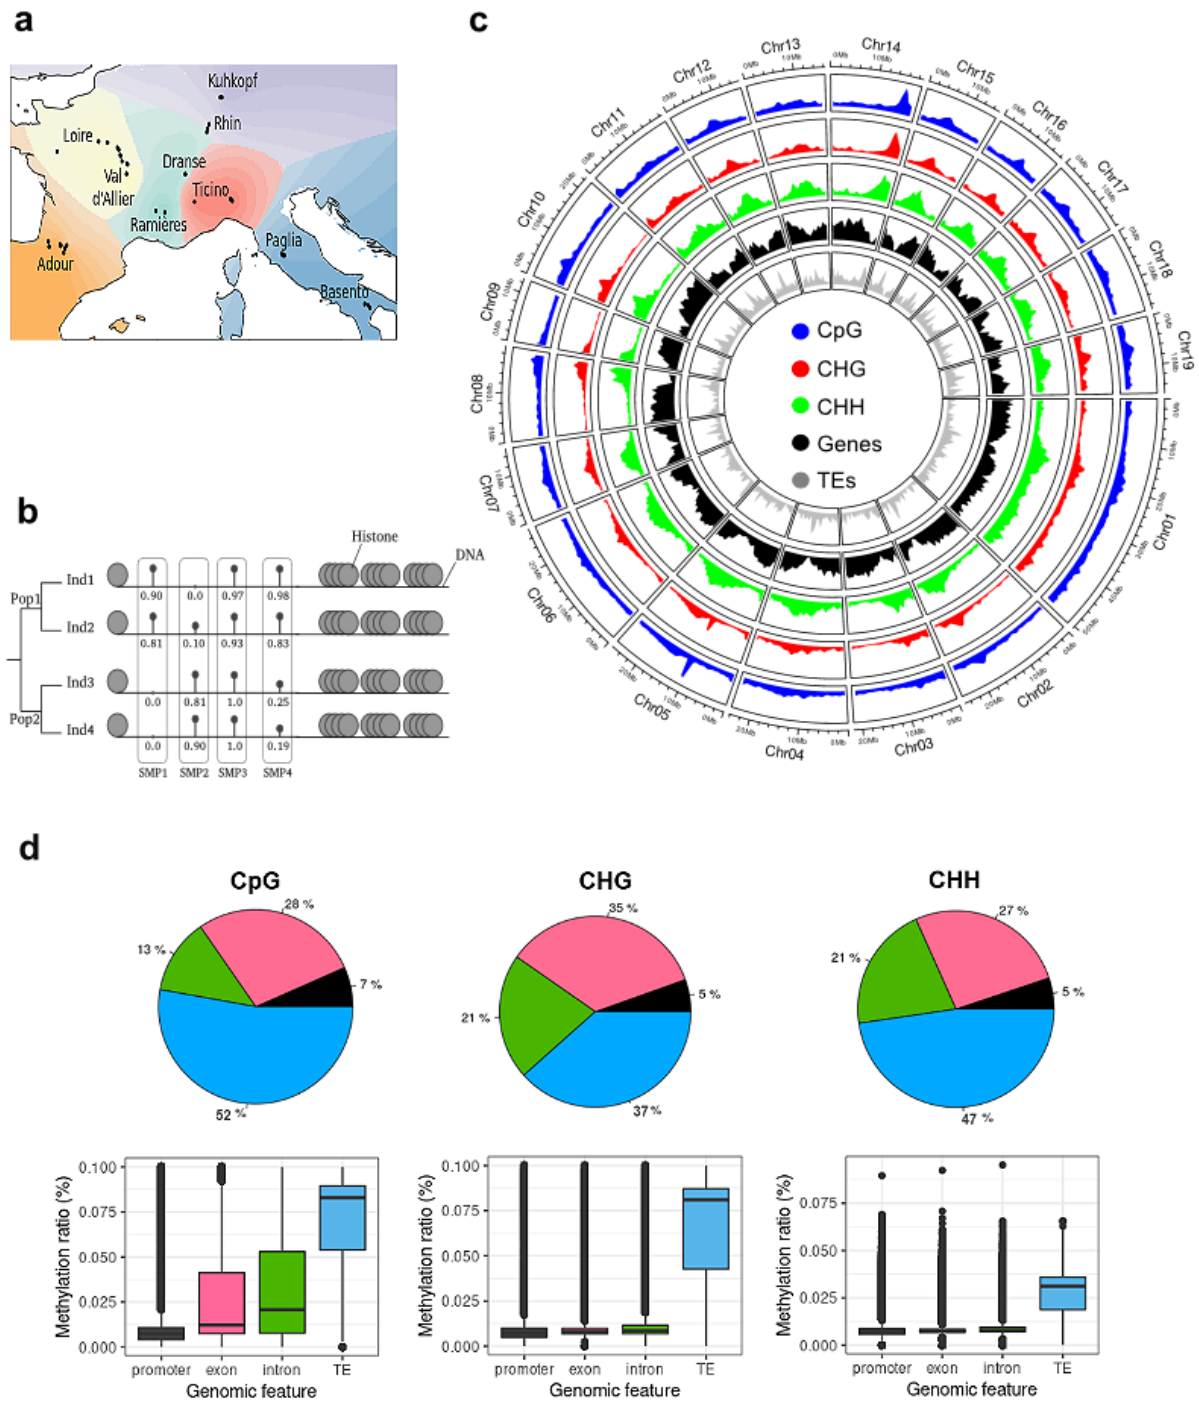 a
Kuhkopf
Rhin
Loire
Dranse
Val
d'Allier
Ticino
Ramières
Paglia
Adour
Basento
b
Histone
DNA
Ind1
0.90 0.0 0.97 0.98
Pop1
Ind2
0.81 0.10 0.93 0.83
Ind3
0.0 0.81 1.0 0.25
Pop2
Ind4
0.0 0.90 1.0 0.19
SMP1 SMP2 SMP3 SMP4
c
Chr01
Chr02
Chr03
Chr04
Chr05
Chr06
Chr07
Chr08
Chr09
Chr10
Chr11
Chr12
Chr13
Chr14
Chr15
Chr16
Chr17
Chr18
Chr19
CpG
CHG
CHH
Genes
TEs
d
CpG
28 %
13 %
7 %
52 %
CHG
35 %
21 %
5 %
37 %
CHH
27 %
21 %
5 %
47 %
Methylation ratio (%)
0.100
0.075
0.050
0.025
0.000
promoter exon intron TE
Genomic feature
Methylation ratio (%)
0.100
0.075
0.050
0.025
0.000
promoter exon intron TE
Genomic feature
Methylation ratio (%)
0.075
0.050
0.025
0.000
promoter exon intron TE
Genomic feature